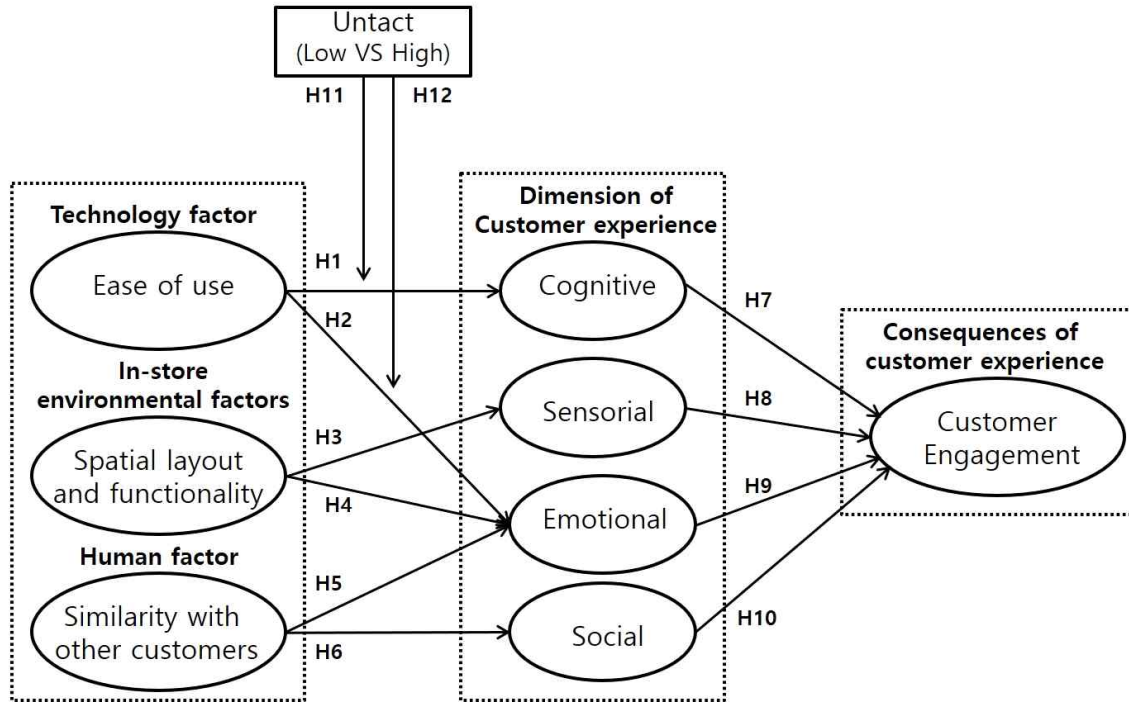 Untact
(Low VS High)
H11
H12
Technology factor
Ease of use
In-store
environmental factors
Spatial layout
and functionality
Human factor
Similarity with
other customers
H1
H2
H3
H4
H5
H6
Dimension of
Customer experience
Cognitive
Sensorial
Emotional
Social
H7
H8
H9
H10
Consequences of
customer experience
Customer
Engagement